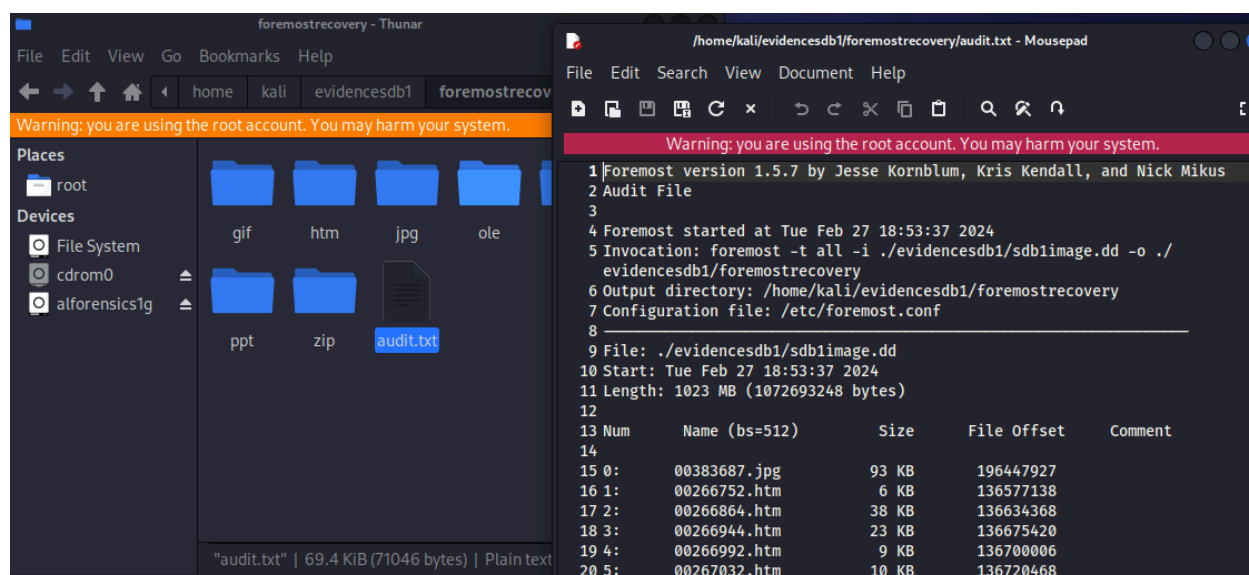 foremostrecovery - Thunar
File Edit View Go Bookmarks Help
home kali evidencesdb1 foremostrecov
Warning: you are using the root account. You may harm your system.
Places
root
Devices
File System
cdrom0
alforensics1g
gif htm jpg ole
ppt zip audit.txt
"audit.txt" | 69.4 KiB (71046 bytes) | Plain text
/home/kali/evidencesdb1/foremostrecovery/audit.txt - Mousepad
File Edit Search View Document Help
Warning: you are using the root account. You may harm your system.
1 Foremost version 1.5.7 by Jesse Kornblum, Kris Kendall, and Nick Mikus
2 Audit File
3
4 Foremost started at Tue Feb 27 18:53:37 2024
5 Invocation: foremost -t all -i ./evidencesdb1/sdb1image.dd -o ./
evidencesdb1/foremostrecovery
6 Output directory: /home/kali/evidencesdb1/foremostrecovery
7 Configuration file: /etc/foremost.conf
8
9 File: ./evidencesdb1/sdb1image.dd
10 Start: Tue Feb 27 18:53:37 2024
11 Length: 1023 MB (1072693248 bytes)
12
13 Num Name (bs=512) Size File Offset Comment
14
15 0: 00383687.jpg 93 KB 196447927
16 1: 00266752.htm 6 KB 136577138
17 2: 00266864.htm 38 KB 136634368
18 3: 00266944.htm 23 KB 136675420
19 4: 00266992.htm 9 KB 136700006
20 5: 00267032.htm 10 KB 136720468